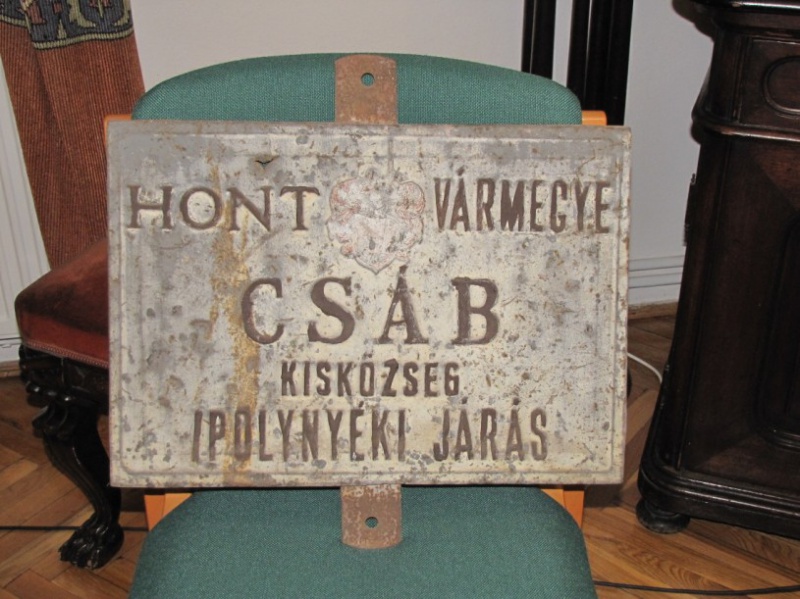 HONT VÁRMEGYE
CSÁB
KISKÖZSÉG
IPOLYNYÉKI JÁRÁS